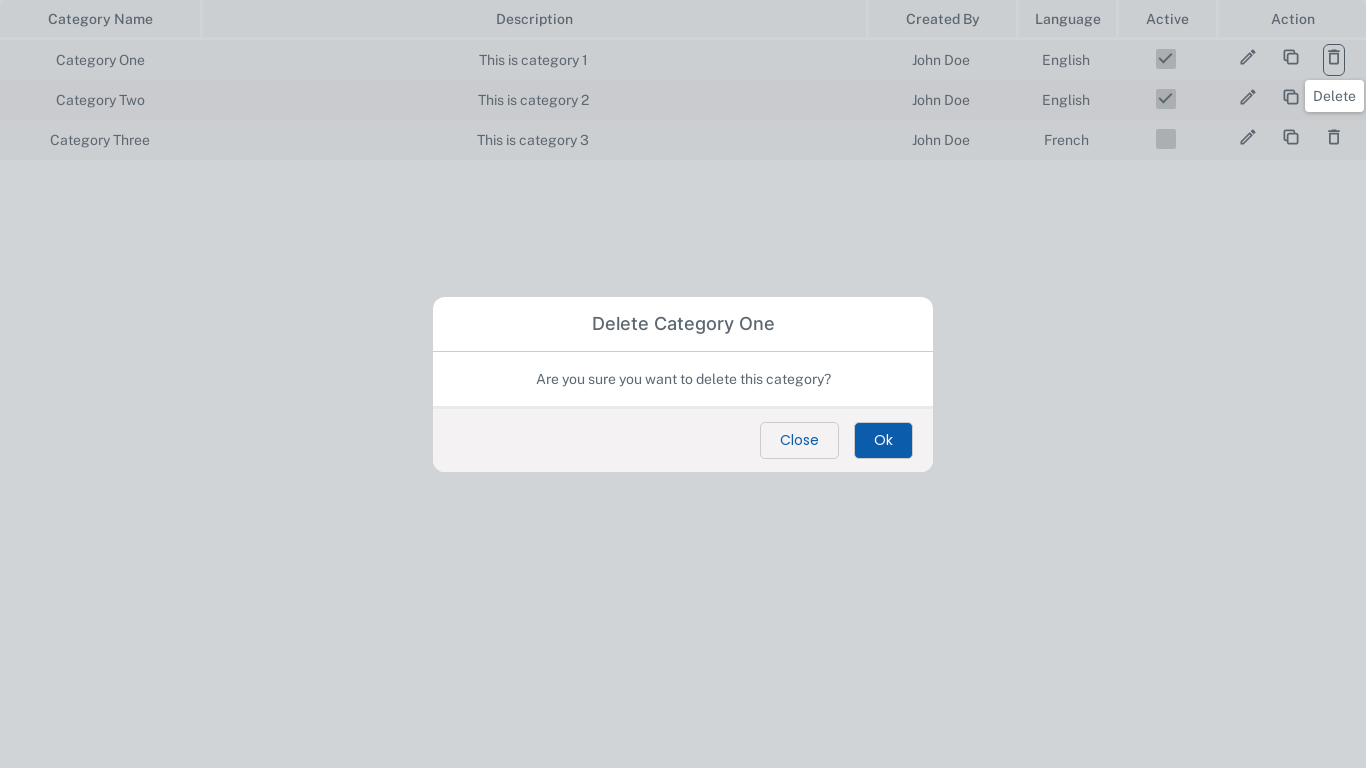 Category Name Description Created By Language Active Action
Category One This is category 1 John Doe English
Category Two This is category 2 John Doe English Delete
Category Three This is category 3 John Doe French
Delete Category One
Are you sure you want to delete this category?
Close Ok